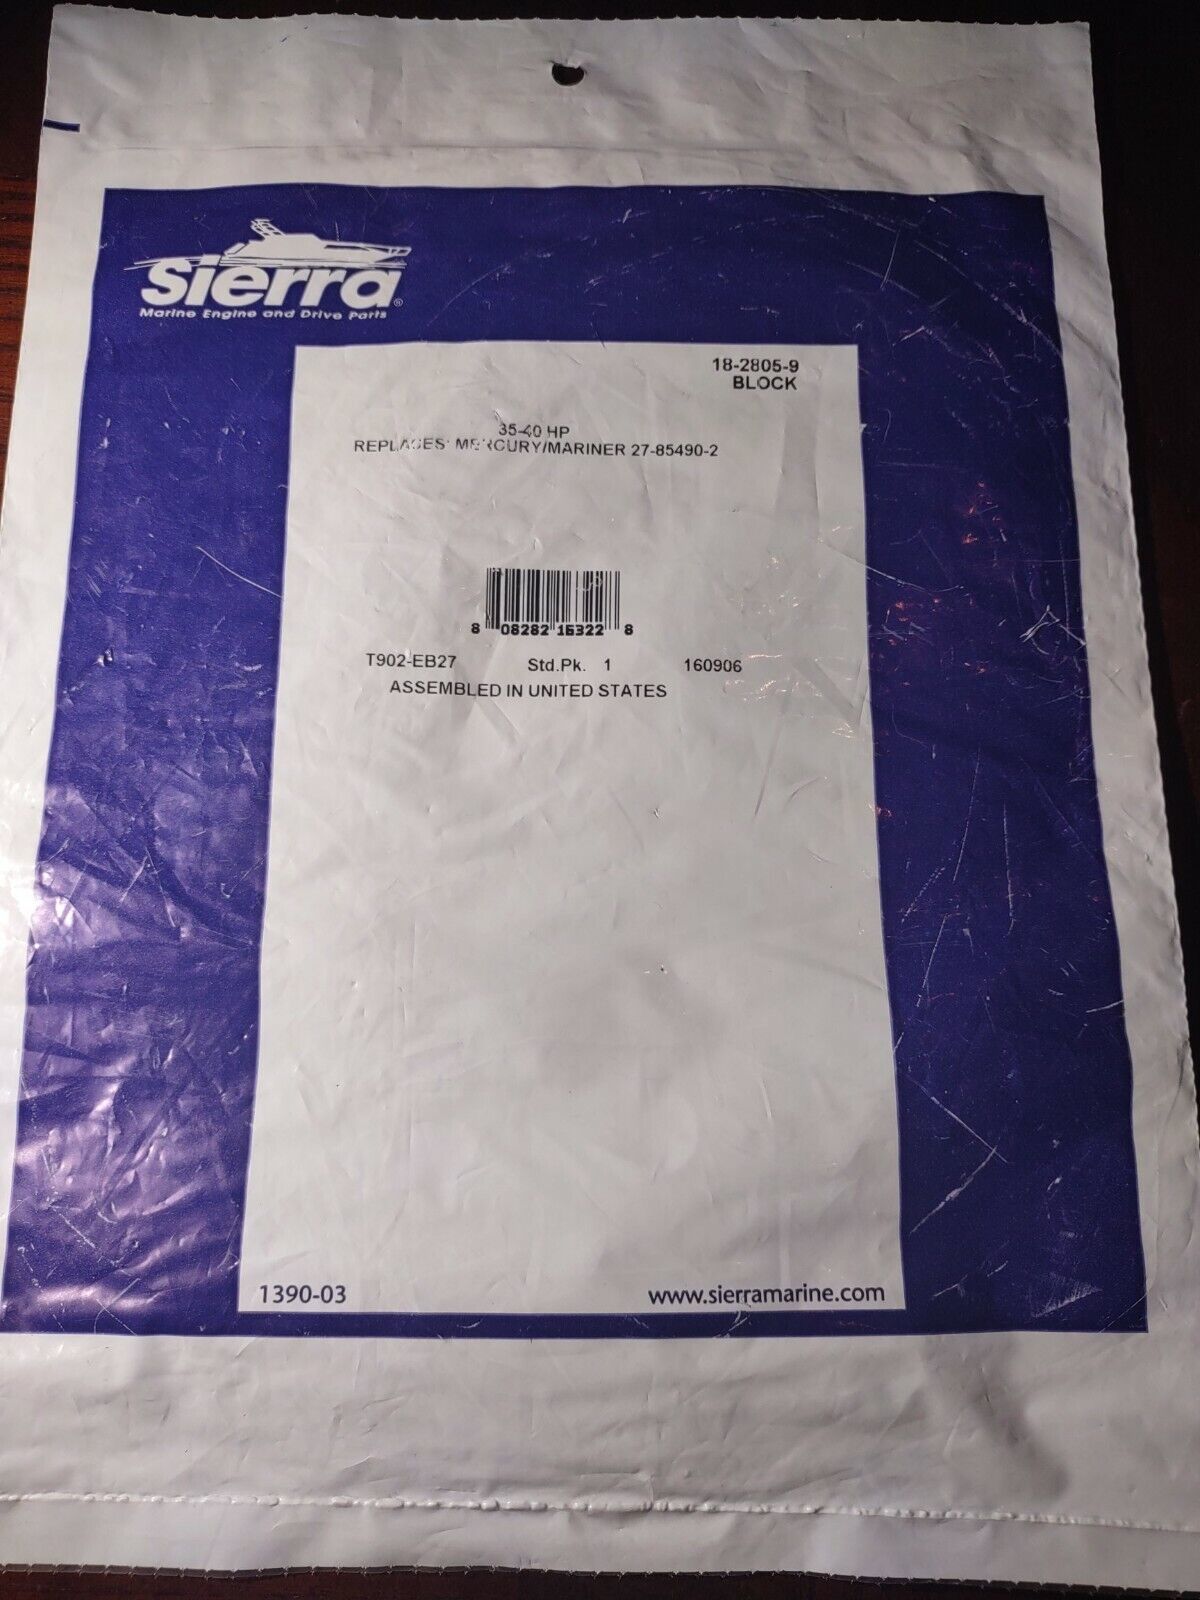 Sierra®
Marine Engine and Drive Parts
18-2805-9
BLOCK
35-40 HP
REPLACES: MERCURY/MARINER 27-85490-2
8 08282 16322 8
T902-EB27 Std.Pk. 1 160906
ASSEMBLED IN UNITED STATES
1390-03 www.sierramarine.com